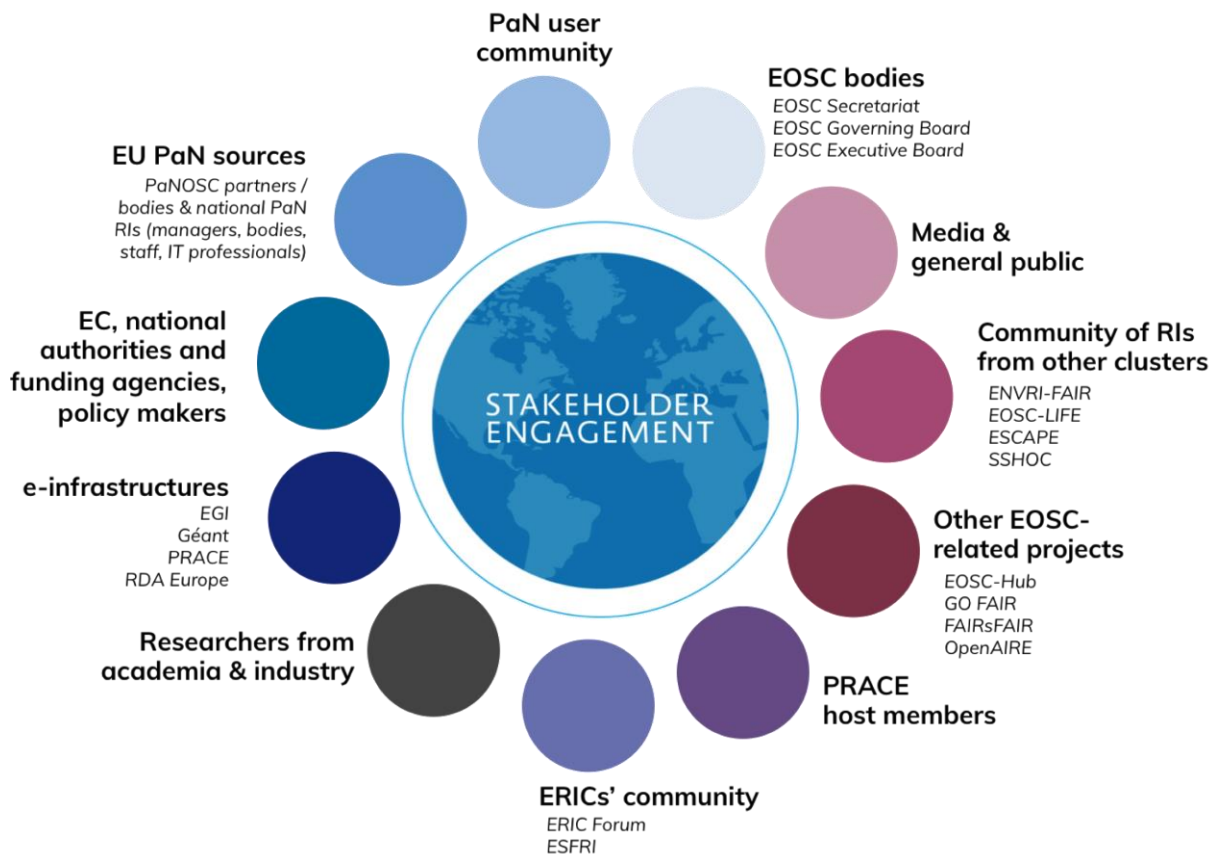 PaN user
community
EOSC bodies
EOSC Secretariat
EOSC Governing Board
EOSC Executive Board
Media &
general public
Community of RIs
from other clusters
ENVRI-FAIR
EOSC-LIFE
ESCAPE
SSHOC
Other EOSC-
related projects
EOSC-Hub
GO FAIR
FAIRsFAIR
OpenAIRE
PRACE
host members
ERICs' community
ERIC Forum
ESFRI
Researchers from
academia & industry
e-infrastructures
EGI
Géant
PRACE
RDA Europe
EC, national
authorities and
funding agencies,
policy makers
EU PaN sources
PaNOSC partners /
bodies & national PaN
RIs (managers, bodies,
staff, IT professionals)
STAKEHOLDER
ENGAGEMENT